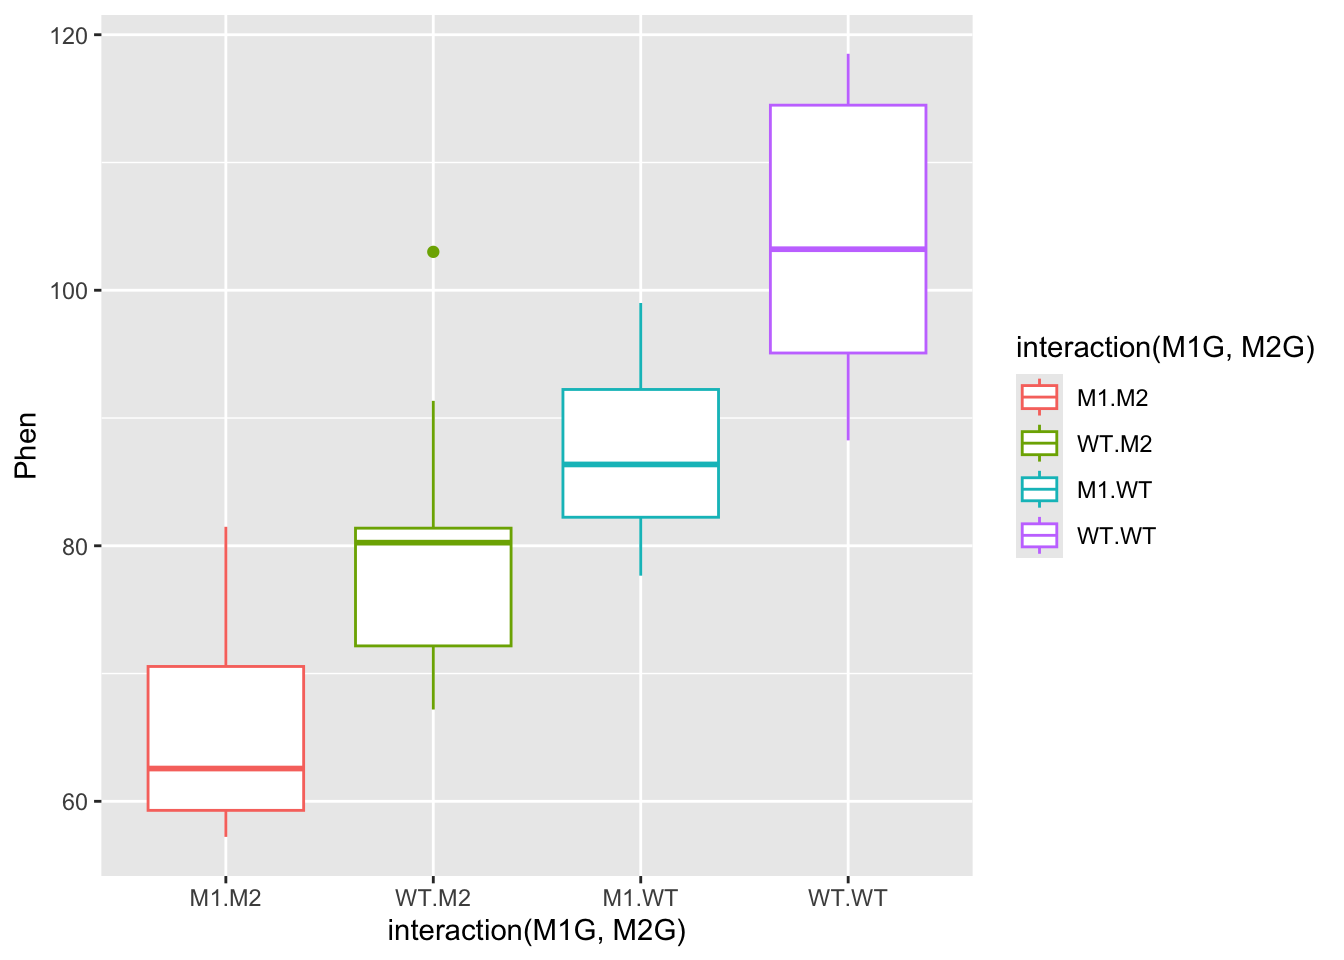 120
100
80
60
Phen
M1.M2
WT.M2
M1.WT
WT.WT
interaction(M1G, M2G)
interaction(M1G, M2G)
M1.M2
WT.M2
M1.WT
WT.WT